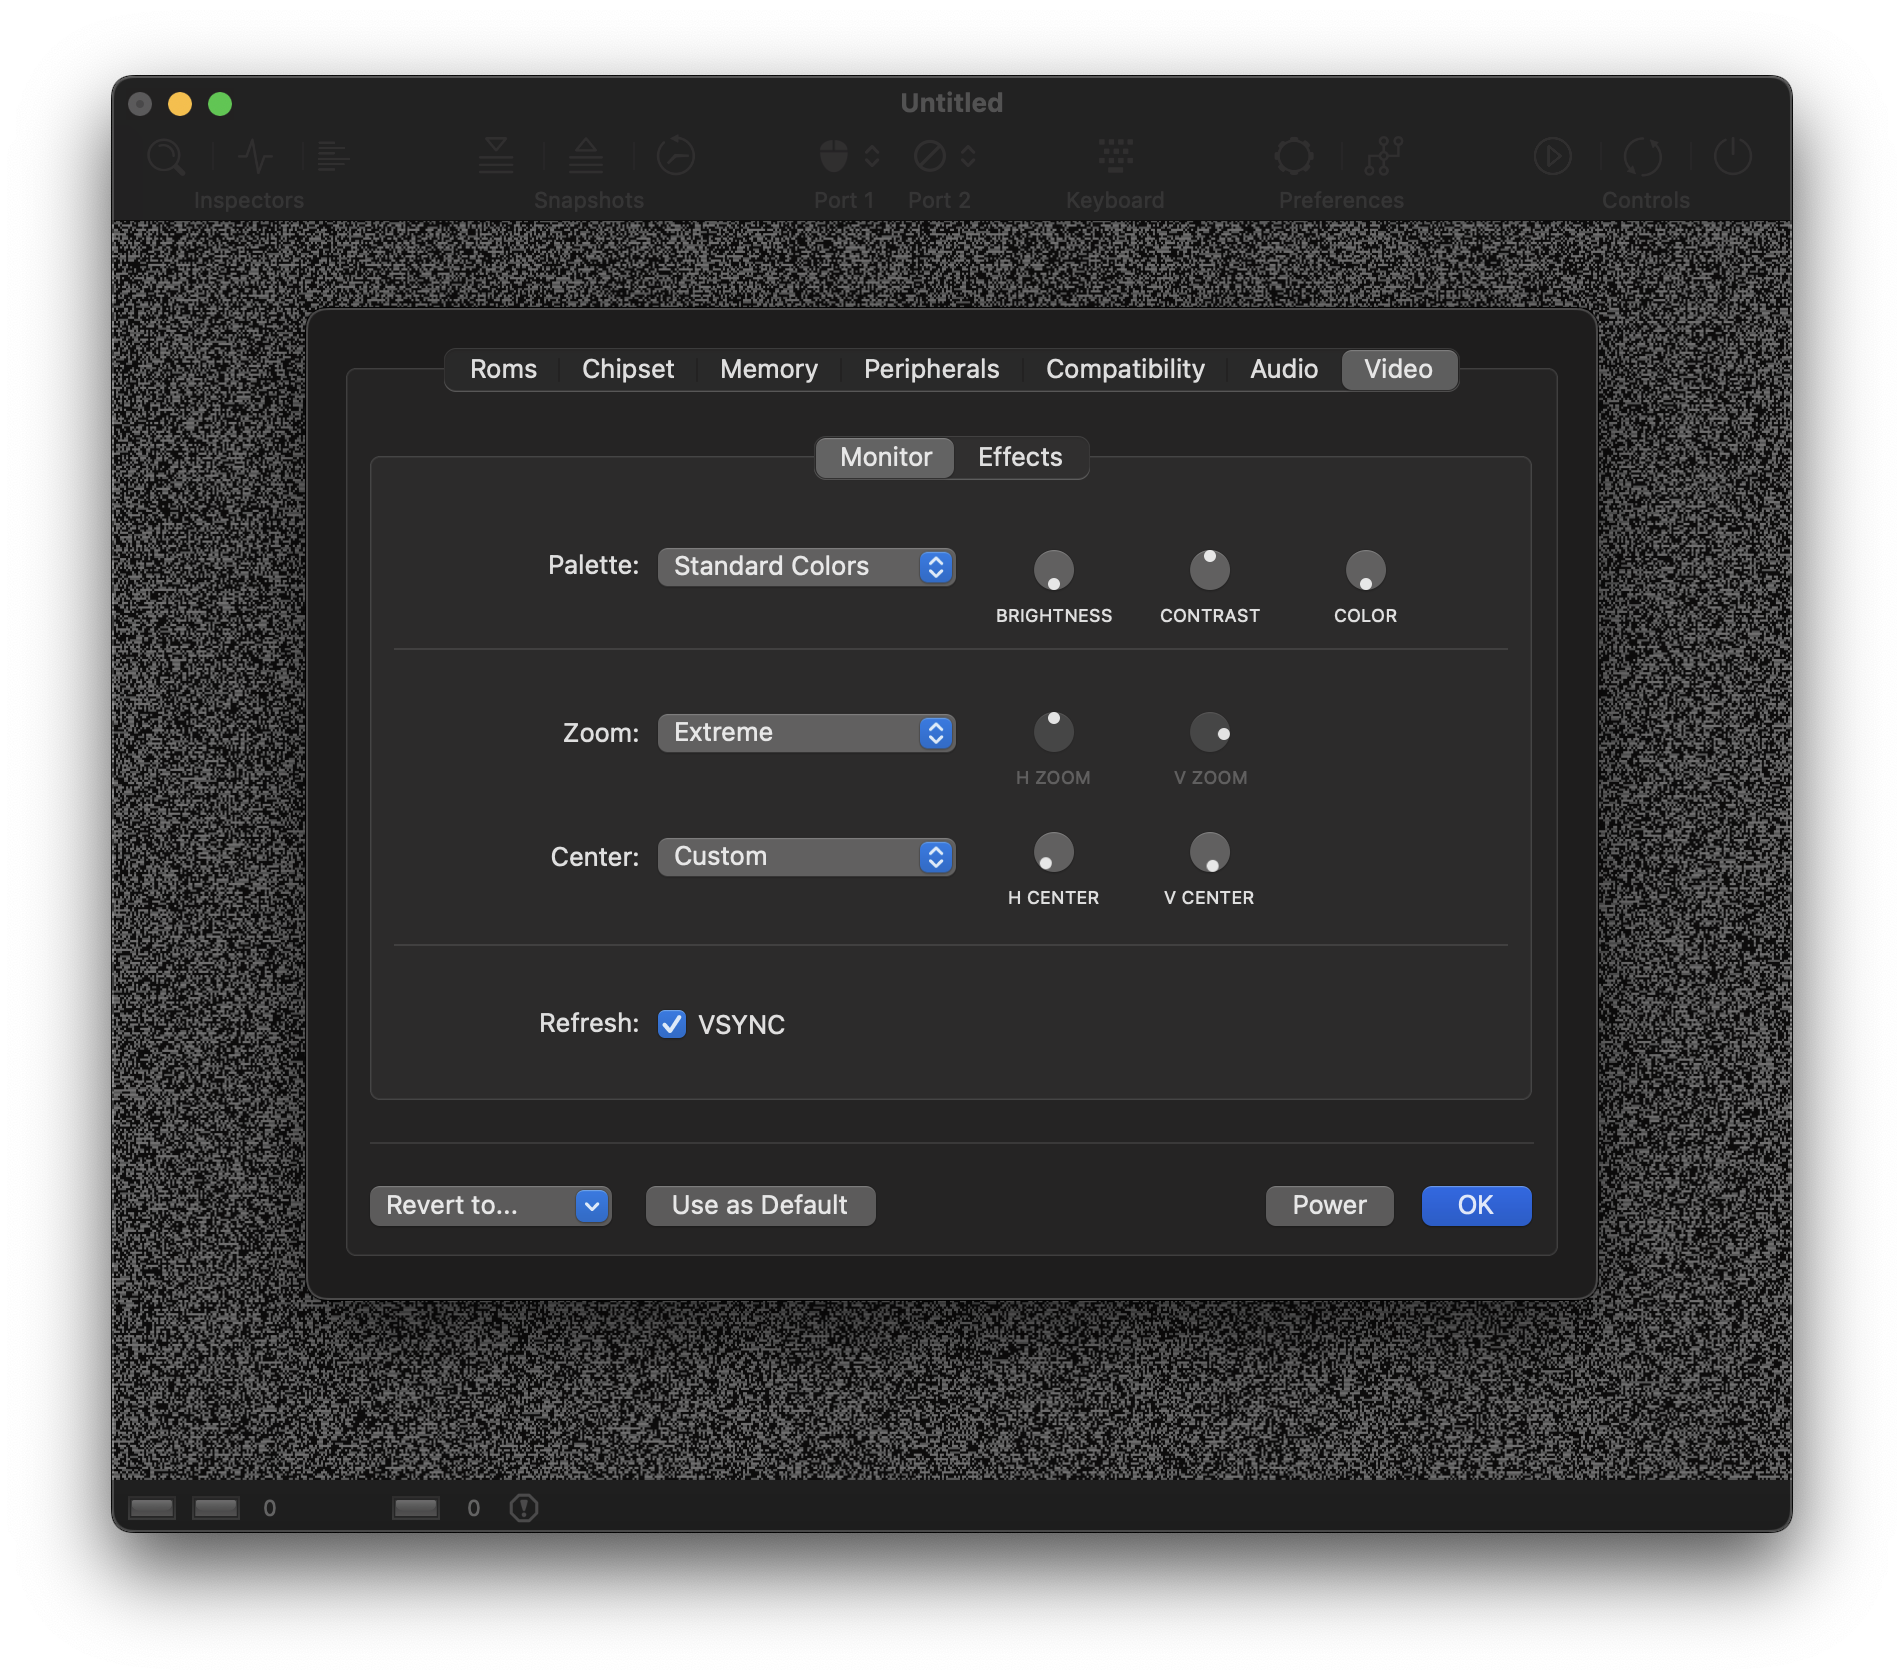 Untitled
Inspectors
Snapshots
Port 1
Port 2
Keyboard
Preferences
Controls
Roms
Chipset
Memory
Peripherals
Compatibility
Audio
Video
Monitor
Effects
Palette:
Standard Colors
BRIGHTNESS
CONTRAST
COLOR
Zoom:
Extreme
H ZOOM
V ZOOM
Center:
Custom
H CENTER
V CENTER
Refresh:
VSYNC
Revert to...
Use as Default
Power
OK
0
0